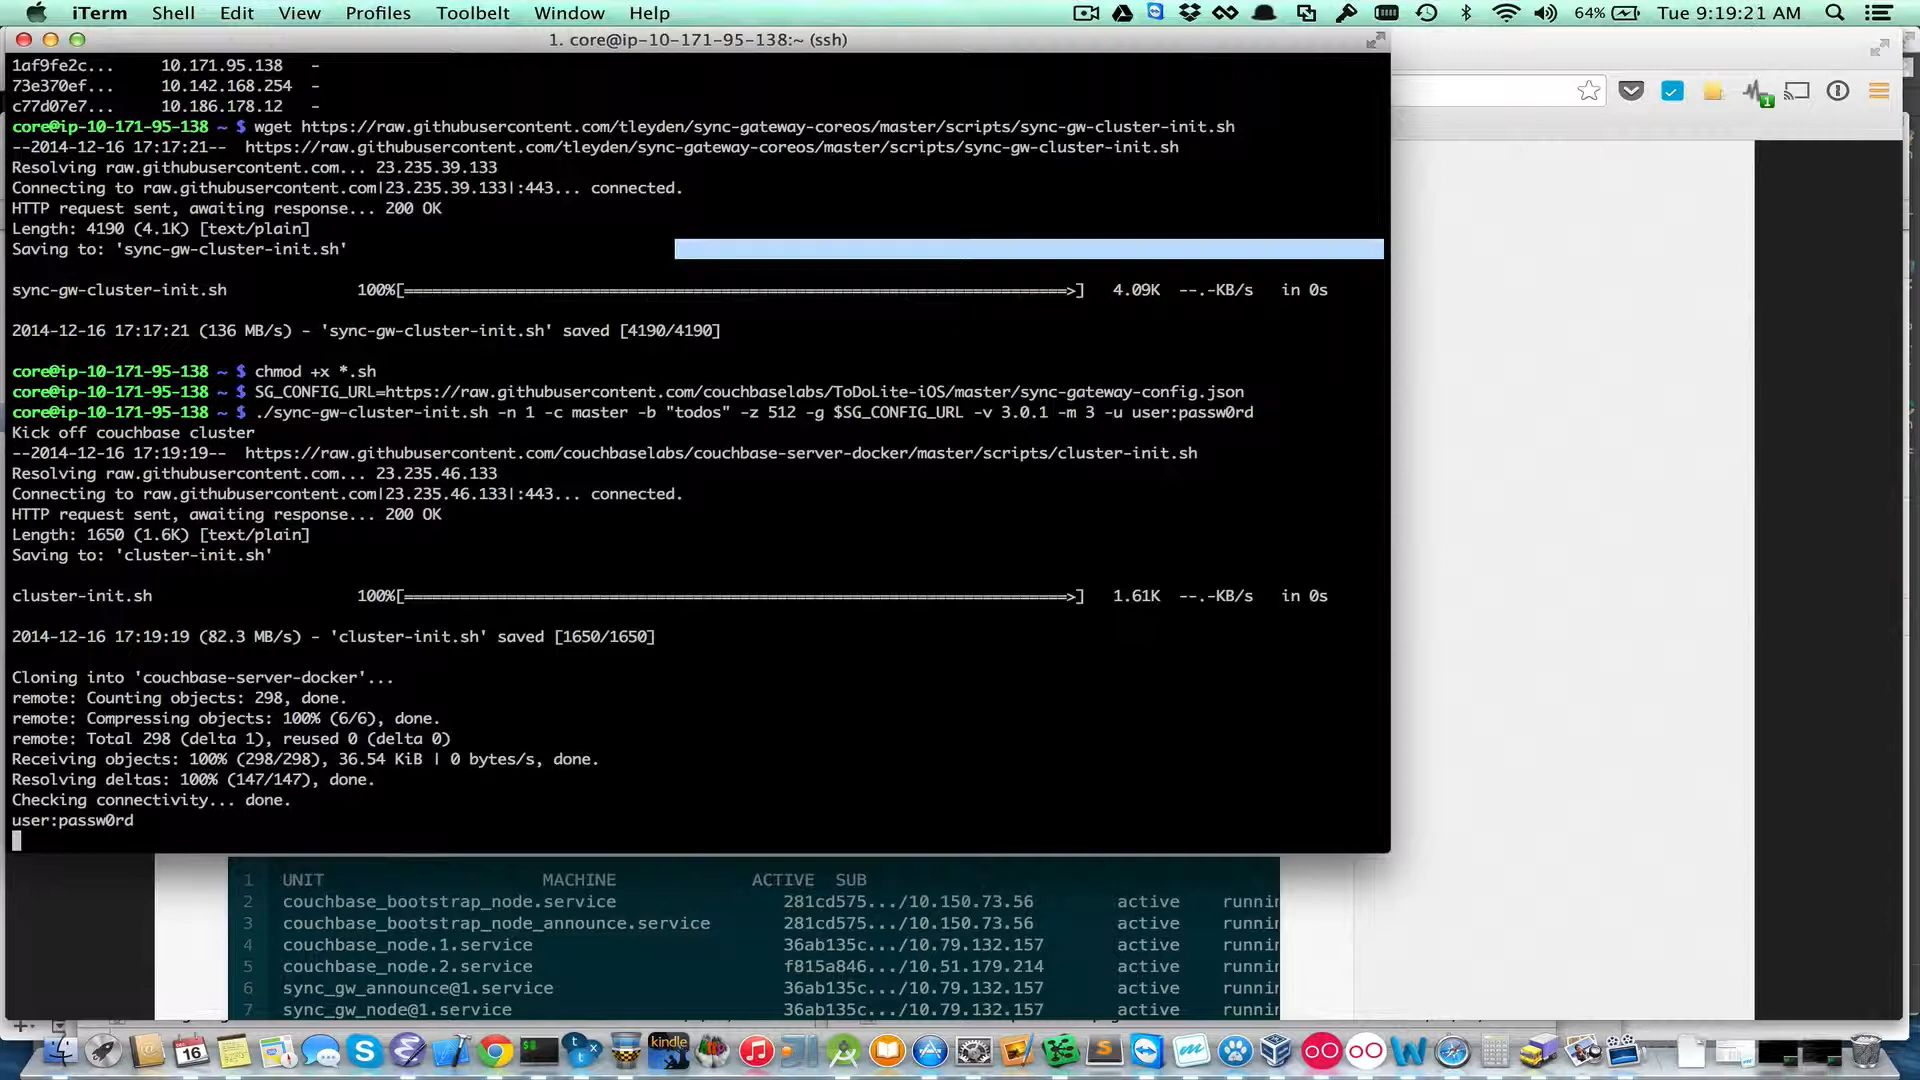 iTerm Shell Edit View Profiles Toolbelt Window Help 64% Tue 9:19:21 AM
1. core@ip-10-171-95-138:~ (ssh)
1af9fe2c... 10.171.95.138 -
73e370ef... 10.142.168.254 -
c77d07e7... 10.186.178.12 -
core@ip-10-171-95-138 ~ $ wget https://raw.githubusercontent.com/tleyden/sync-gateway-coreos/master/scripts/sync-gw-cluster-init.sh
--2014-12-16 17:17:21-- https://raw.githubusercontent.com/tleyden/sync-gateway-coreos/master/scripts/sync-gw-cluster-init.sh
Resolving raw.githubusercontent.com... 23.235.39.133
Connecting to raw.githubusercontent.com|23.235.39.133|:443... connected.
HTTP request sent, awaiting response... 200 OK
Length: 4190 (4.1K) [text/plain]
Saving to: 'sync-gw-cluster-init.sh'
sync-gw-cluster-init.sh 100%[=======================================================================>] 4.09K --.-KB/s in 0s
2014-12-16 17:17:21 (136 MB/s) - 'sync-gw-cluster-init.sh' saved [4190/4190]
core@ip-10-171-95-138 ~ $ chmod +x *.sh
core@ip-10-171-95-138 ~ $ SG_CONFIG_URL=https://raw.githubusercontent.com/couchbaselabs/ToDoLite-iOS/master/sync-gateway-config.json
core@ip-10-171-95-138 ~ $ ./sync-gw-cluster-init.sh -n 1 -c master -b "todos" -z 512 -g $SG_CONFIG_URL -v 3.0.1 -m 3 -u user:passw0rd
Kick off couchbase cluster
--2014-12-16 17:19:19-- https://raw.githubusercontent.com/couchbaselabs/couchbase-server-docker/master/scripts/cluster-init.sh
Resolving raw.githubusercontent.com... 23.235.46.133
Connecting to raw.githubusercontent.com|23.235.46.133|:443... connected.
HTTP request sent, awaiting response... 200 OK
Length: 1650 (1.6K) [text/plain]
Saving to: 'cluster-init.sh'
cluster-init.sh 100%[=======================================================================>] 1.61K --.-KB/s in 0s
2014-12-16 17:19:19 (82.3 MB/s) - 'cluster-init.sh' saved [1650/1650]
Cloning into 'couchbase-server-docker'...
remote: Counting objects: 298, done.
remote: Compressing objects: 100% (6/6), done.
remote: Total 298 (delta 1), reused 0 (delta 0)
Receiving objects: 100% (298/298), 36.54 KiB | 0 bytes/s, done.
Resolving deltas: 100% (147/147), done.
Checking connectivity... done.
user:passw0rd
1 UNIT MACHINE ACTIVE SUB
2 couchbase_bootstrap_node.service 281cd575.../10.150.73.56 active runnin
3 couchbase_bootstrap_node_announce.service 281cd575.../10.150.73.56 active runnin
4 couchbase_node.1.service 36ab135c.../10.79.132.157 active runnin
5 couchbase_node.2.service f815a846.../10.51.179.214 active runnin
6 sync_gw_announce@1.service 36ab135c.../10.79.132.157 active runnin
7 sync_gw_node@1.service 36ab135c.../10.79.132.157 active runnin
16
kindle